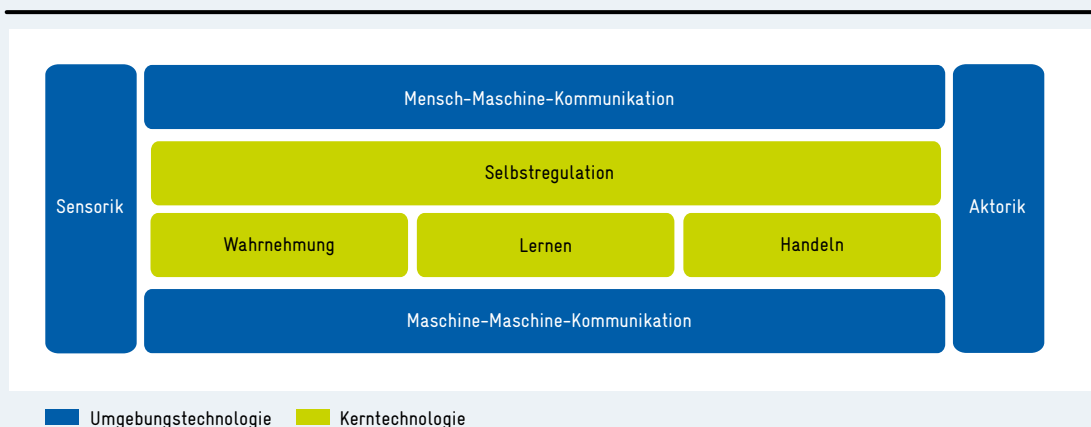 Mensch-Maschine-Kommunikation
Selbstregulation
Sensorik
Aktorik
Wahrnehmung
Lernen
Handeln
Maschine-Maschine-Kommunikation
Umgebungstechnologie
Kerntechnologie